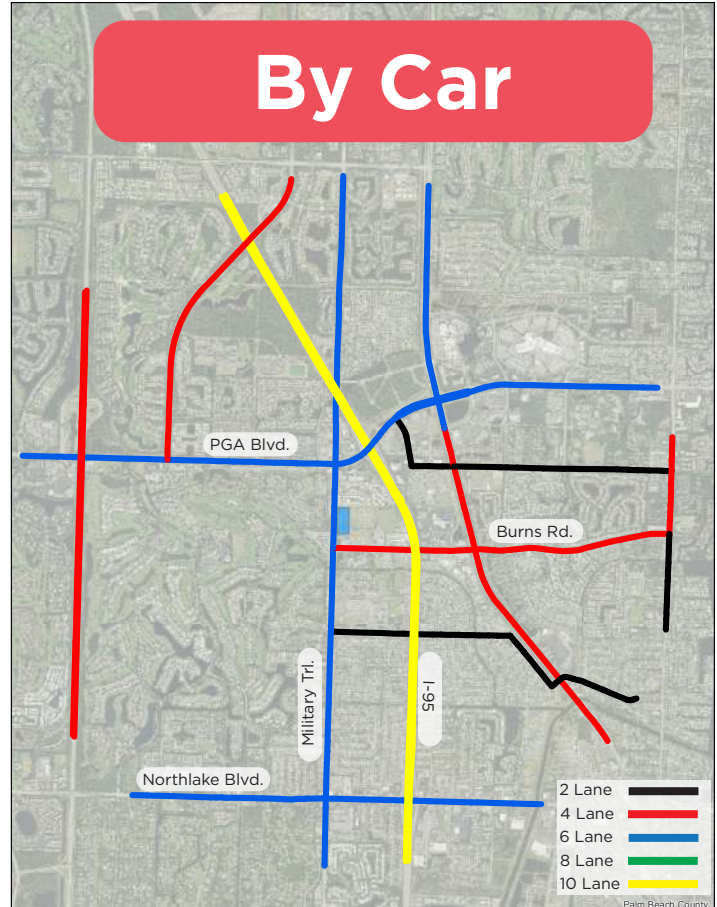 By Car
PGA Blvd.
Burns Rd.
Military Trl.
I-95
Northlake Blvd.
2 Lane
4 Lane
6 Lane
8 Lane
10 Lane
Palm Beach County